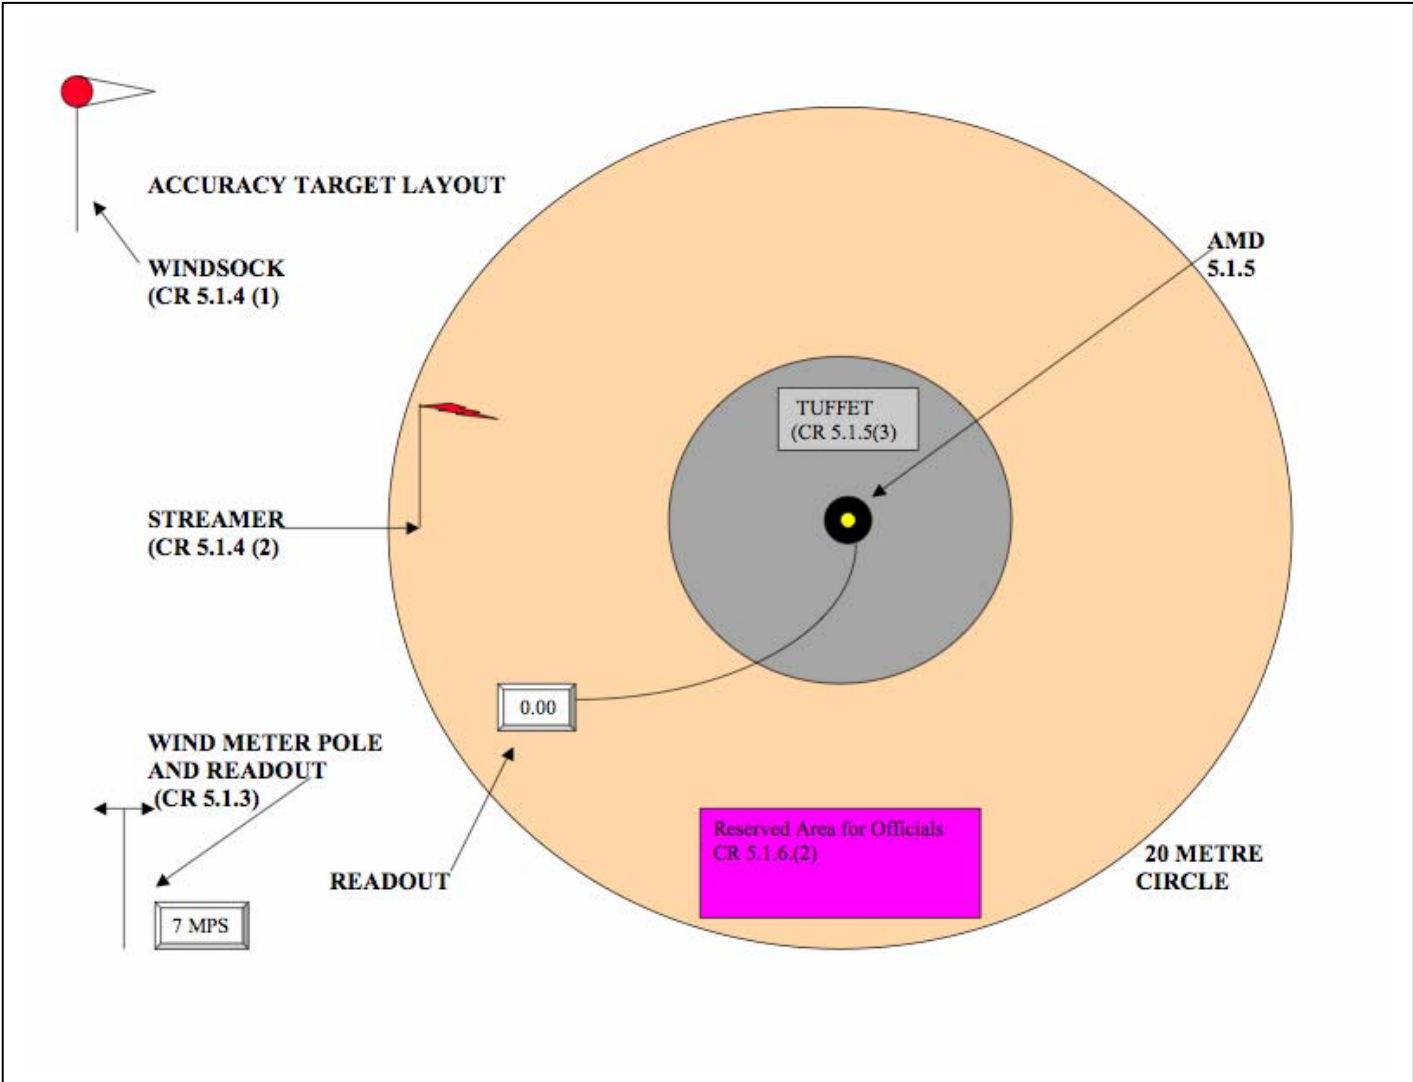 ACCURACY TARGET LAYOUT
WINDSOCK
(CR 5.1.4 (1)
AMD
5.1.5
TUFFET
(CR 5.1.5(3)
STREAMER
(CR 5.1.4 (2)
0.00
WIND METER POLE
AND READOUT
(CR 5.1.3)
READOUT
7 MPS
Reserved Area for Officials
CR 5.1.6.(2)
20 METRE
CIRCLE